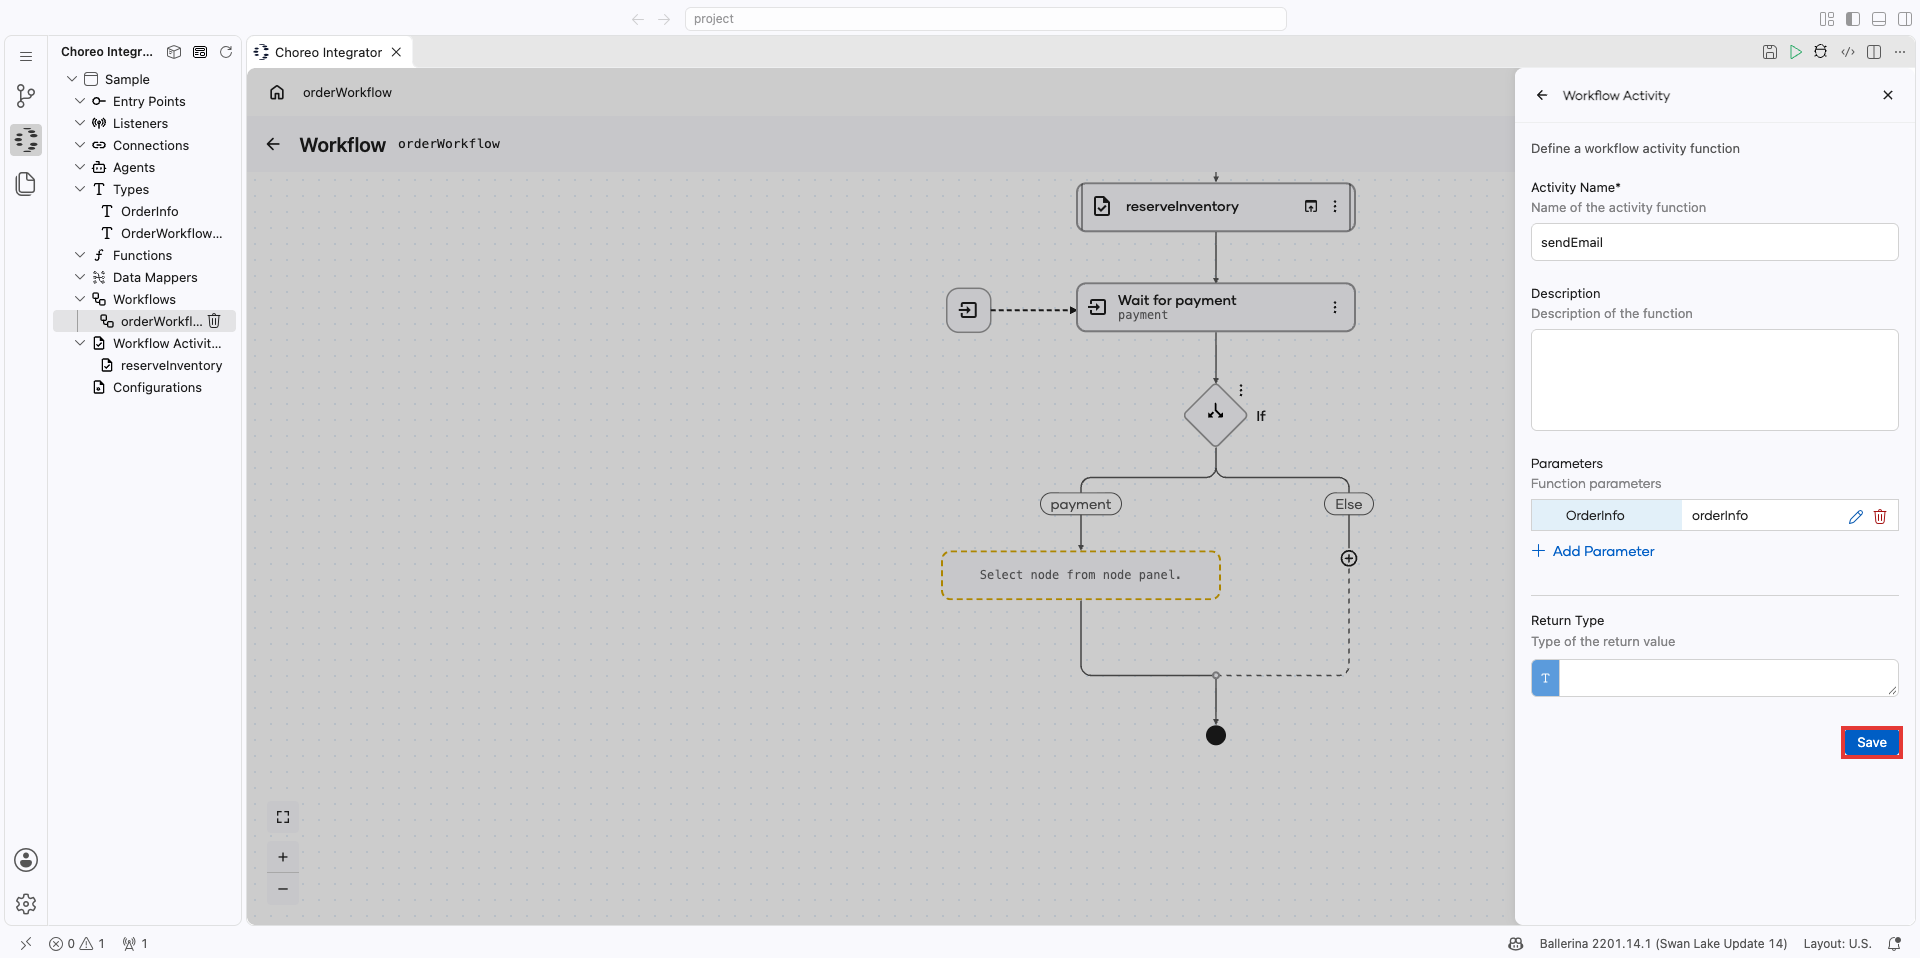 project
Choreo Integr...
Choreo Integrator
Sample
Entry Points
Listeners
Connections
Agents
Types
OrderInfo
OrderWorkflow...
Functions
Data Mappers
Workflows
orderWorkfl...
Workflow Activit...
reserveInventory
Configurations
orderWorkflow
Workflow orderWorkflow
reserveInventory
Wait for payment
payment
If
payment
Else
Select node from node panel.
Workflow Activity
Define a workflow activity function
Activity Name*
Name of the activity function
sendEmail
Description
Description of the function
Parameters
Function parameters
OrderInfo orderInfo
Add Parameter
Return Type
Type of the return value
T
Save
0 1 1
Ballerina 2201.14.1 (Swan Lake Update 14) Layout: U.S.